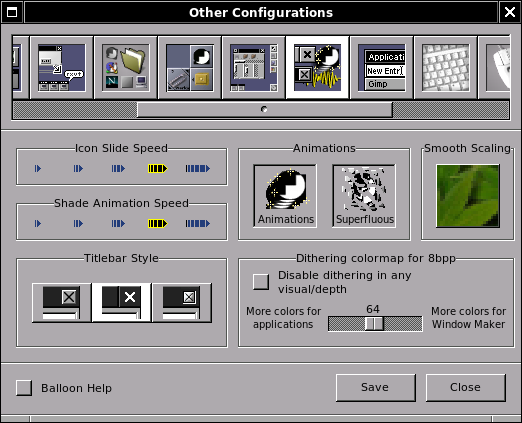 Other Configurations
rxvt
Applicati
New Entr
Gimp
Icon Slide Speed
Animations
Smooth Scaling
Animations
Superfluous
Shade Animation Speed
Titlebar Style
Dithering colormap for 8bpp
Disable dithering in any
visual/depth
64
More colors for
applications
More colors for
Window Maker
Balloon Help
Save
Close